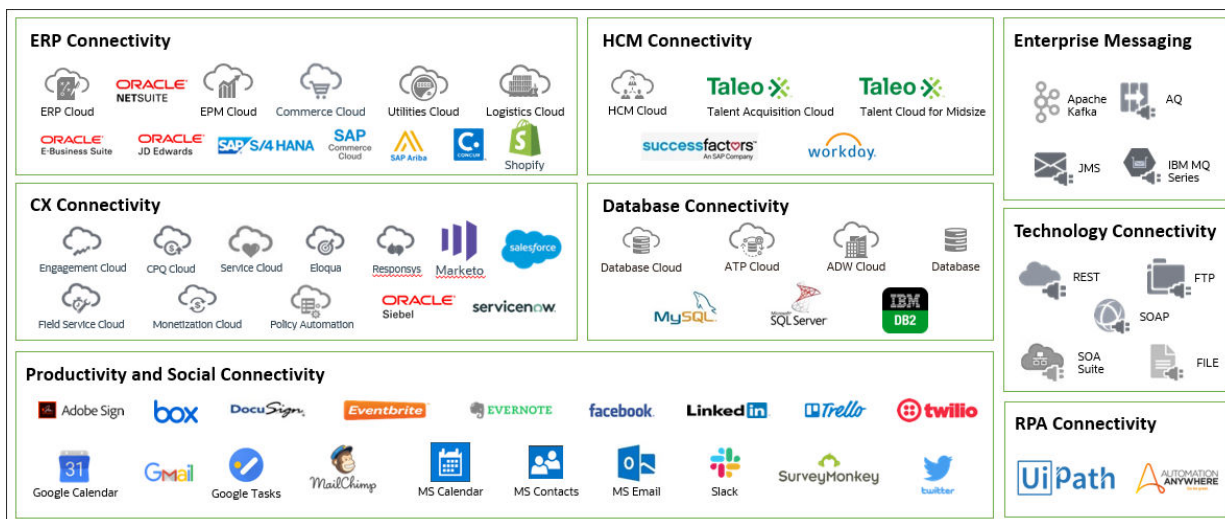 ERP Connectivity
ERP Cloud
ORACLE
NETSUITE
EPM Cloud
Commerce Cloud
Utilities Cloud
Logistics Cloud
ORACLE
E-Business Suite
ORACLE
JD Edwards
SAP S/4 HANA
SAP
Commerce
Cloud
SAP Ariba
C.
CONCUR
Shopify
HCM Connectivity
HCM Cloud
Taleo
Talent Acquisition Cloud
Taleo
Talent Cloud for Midsize
successfactors™
An SAP Company
workday.
Enterprise Messaging
Apache
Kafka
AQ
JMS
IBM MQ
Series
CX Connectivity
Engagement Cloud
CPQ Cloud
Service Cloud
Eloqua
Responsys
Marketo
salesforce
Field Service Cloud
Monetization Cloud
Policy Automation
ORACLE
Siebel
servicenow
Database Connectivity
Database Cloud
ATP Cloud
ADW Cloud
Database
MySQL
Microsoft
SQL Server
IBM
DB2
Technology Connectivity
REST
FTP
SOAP
SOA
Suite
FILE
Productivity and Social Connectivity
Adobe Sign
box
DocuSign
Eventbrite
EVERNOTE
facebook
Linked in
Trello
twilio
31
Google Calendar
Gmail
Google Tasks
MailChimp
MS Calendar
MS Contacts
MS Email
Slack
SurveyMonkey
twitter
RPA Connectivity
UiPath
AUTOMATION
ANYWHERE